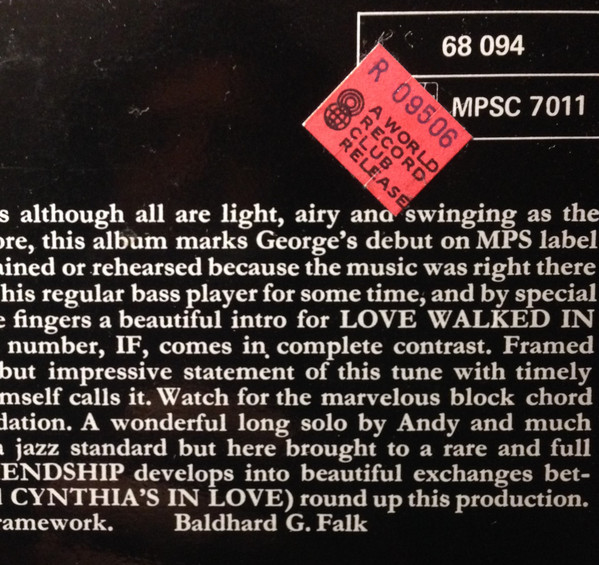 68 094
MPSC 7011
R 09506
A WORLD
RECORD
CLUB
RELEASE
although all are light, airy and swinging as the
this album marks George's debut on MPS label
or rehearsed because the music was right there
his regular bass player for some time, and by special
fingers a beautiful intro for LOVE WALKED IN
number, IF, comes in complete contrast. Framed
but impressive statement of this tune with timely
calls it. Watch for the marvelous block chord
A wonderful long solo by Andy and much
jazz standard but here brought to a rare and full
ENDSHIP develops into beautiful exchanges bet-
CYNTHIA'S IN LOVE) round up this production.
ramework. Baldhard G. Falk